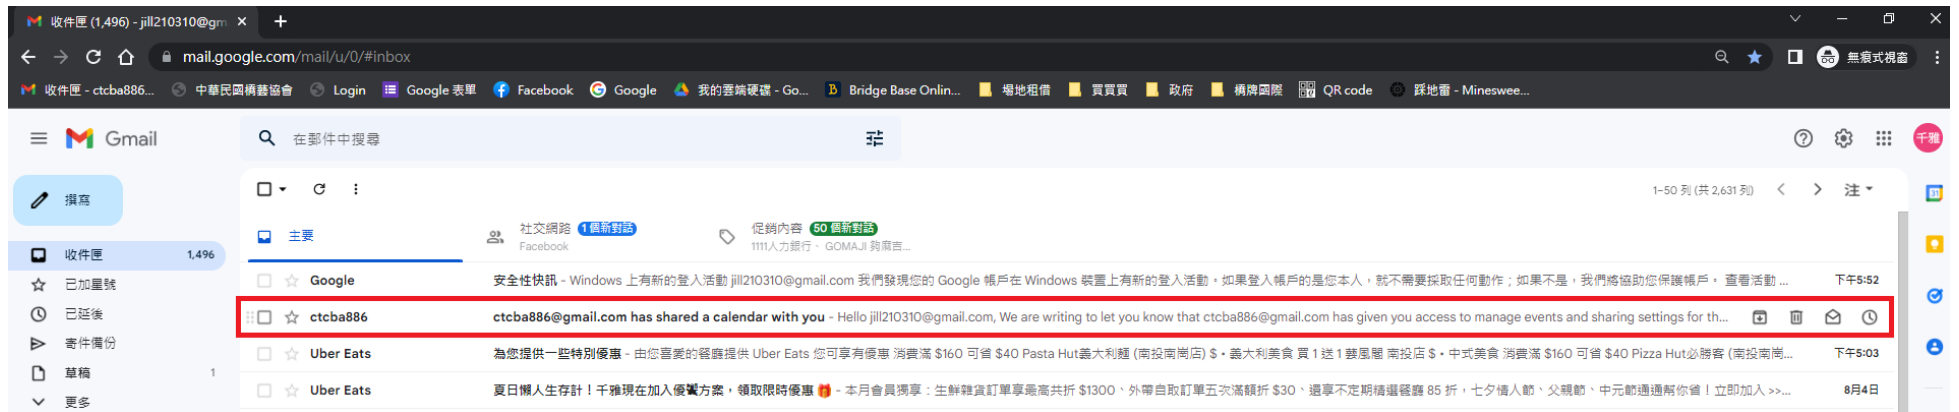 收件匣 (1,496) - jill210310@gm
mail.google.com/mail/u/0/#inbox
無痕式視窗
收件匣 - ctcba886... 中華民國橋藝協會 Login Google 表單 Facebook Google 我的雲端硬碟 - Go... Bridge Base Onlin... 場地租借 買買買 政府 橋牌國際 QR code 踩地雷 - Mineswee...
Gmail
在郵件中搜尋
千雅
撰寫
1-50 列 (共 2,631 列)
注
主要
社交網路 1 個新對話
Facebook
促銷內容 50 個新對話
1111人力銀行、GOMAJI 夠麻吉...
收件匣 1,496
已加星號
已延後
寄件備份
草稿 1
更多
Google 安全性快訊 - Windows 上有新的登入活動 jill210310@gmail.com 我們發現您的 Google 帳戶在 Windows 裝置上有新的登入活動。如果登入帳戶的是您本人，就不需要採取任何動作；如果不是，我們將協助您保護帳戶。 查看活動 ... 下午5:52
ctcba886 ctcba886@gmail.com has shared a calendar with you - Hello jill210310@gmail.com, We are writing to let you know that ctcba886@gmail.com has given you access to manage events and sharing settings for th...
Uber Eats 為您提供一些特別優惠 - 由您喜愛的餐廳提供 Uber Eats 您可享有優惠 消費滿 $160 可省 $40 Pasta Hut義大利麵 (南投南崗店) $ • 義大利美食 買 1 送 1 藝風閣 南投店 $ • 中式美食 消費滿 $160 可省 $40 Pizza Hut必勝客 (南投南崗... 下午5:03
Uber Eats 夏日懶人生存計！千雅現在加入優饗方案，領取限時優惠 - 本月會員獨享：生鮮雜貨訂單享最高共折 $1300、外帶自取訂單五次滿額折 $30、還享不定期精選餐廳 85 折，七夕情人節、父親節、中元節通通幫你省！立即加入 >>... 8月4日